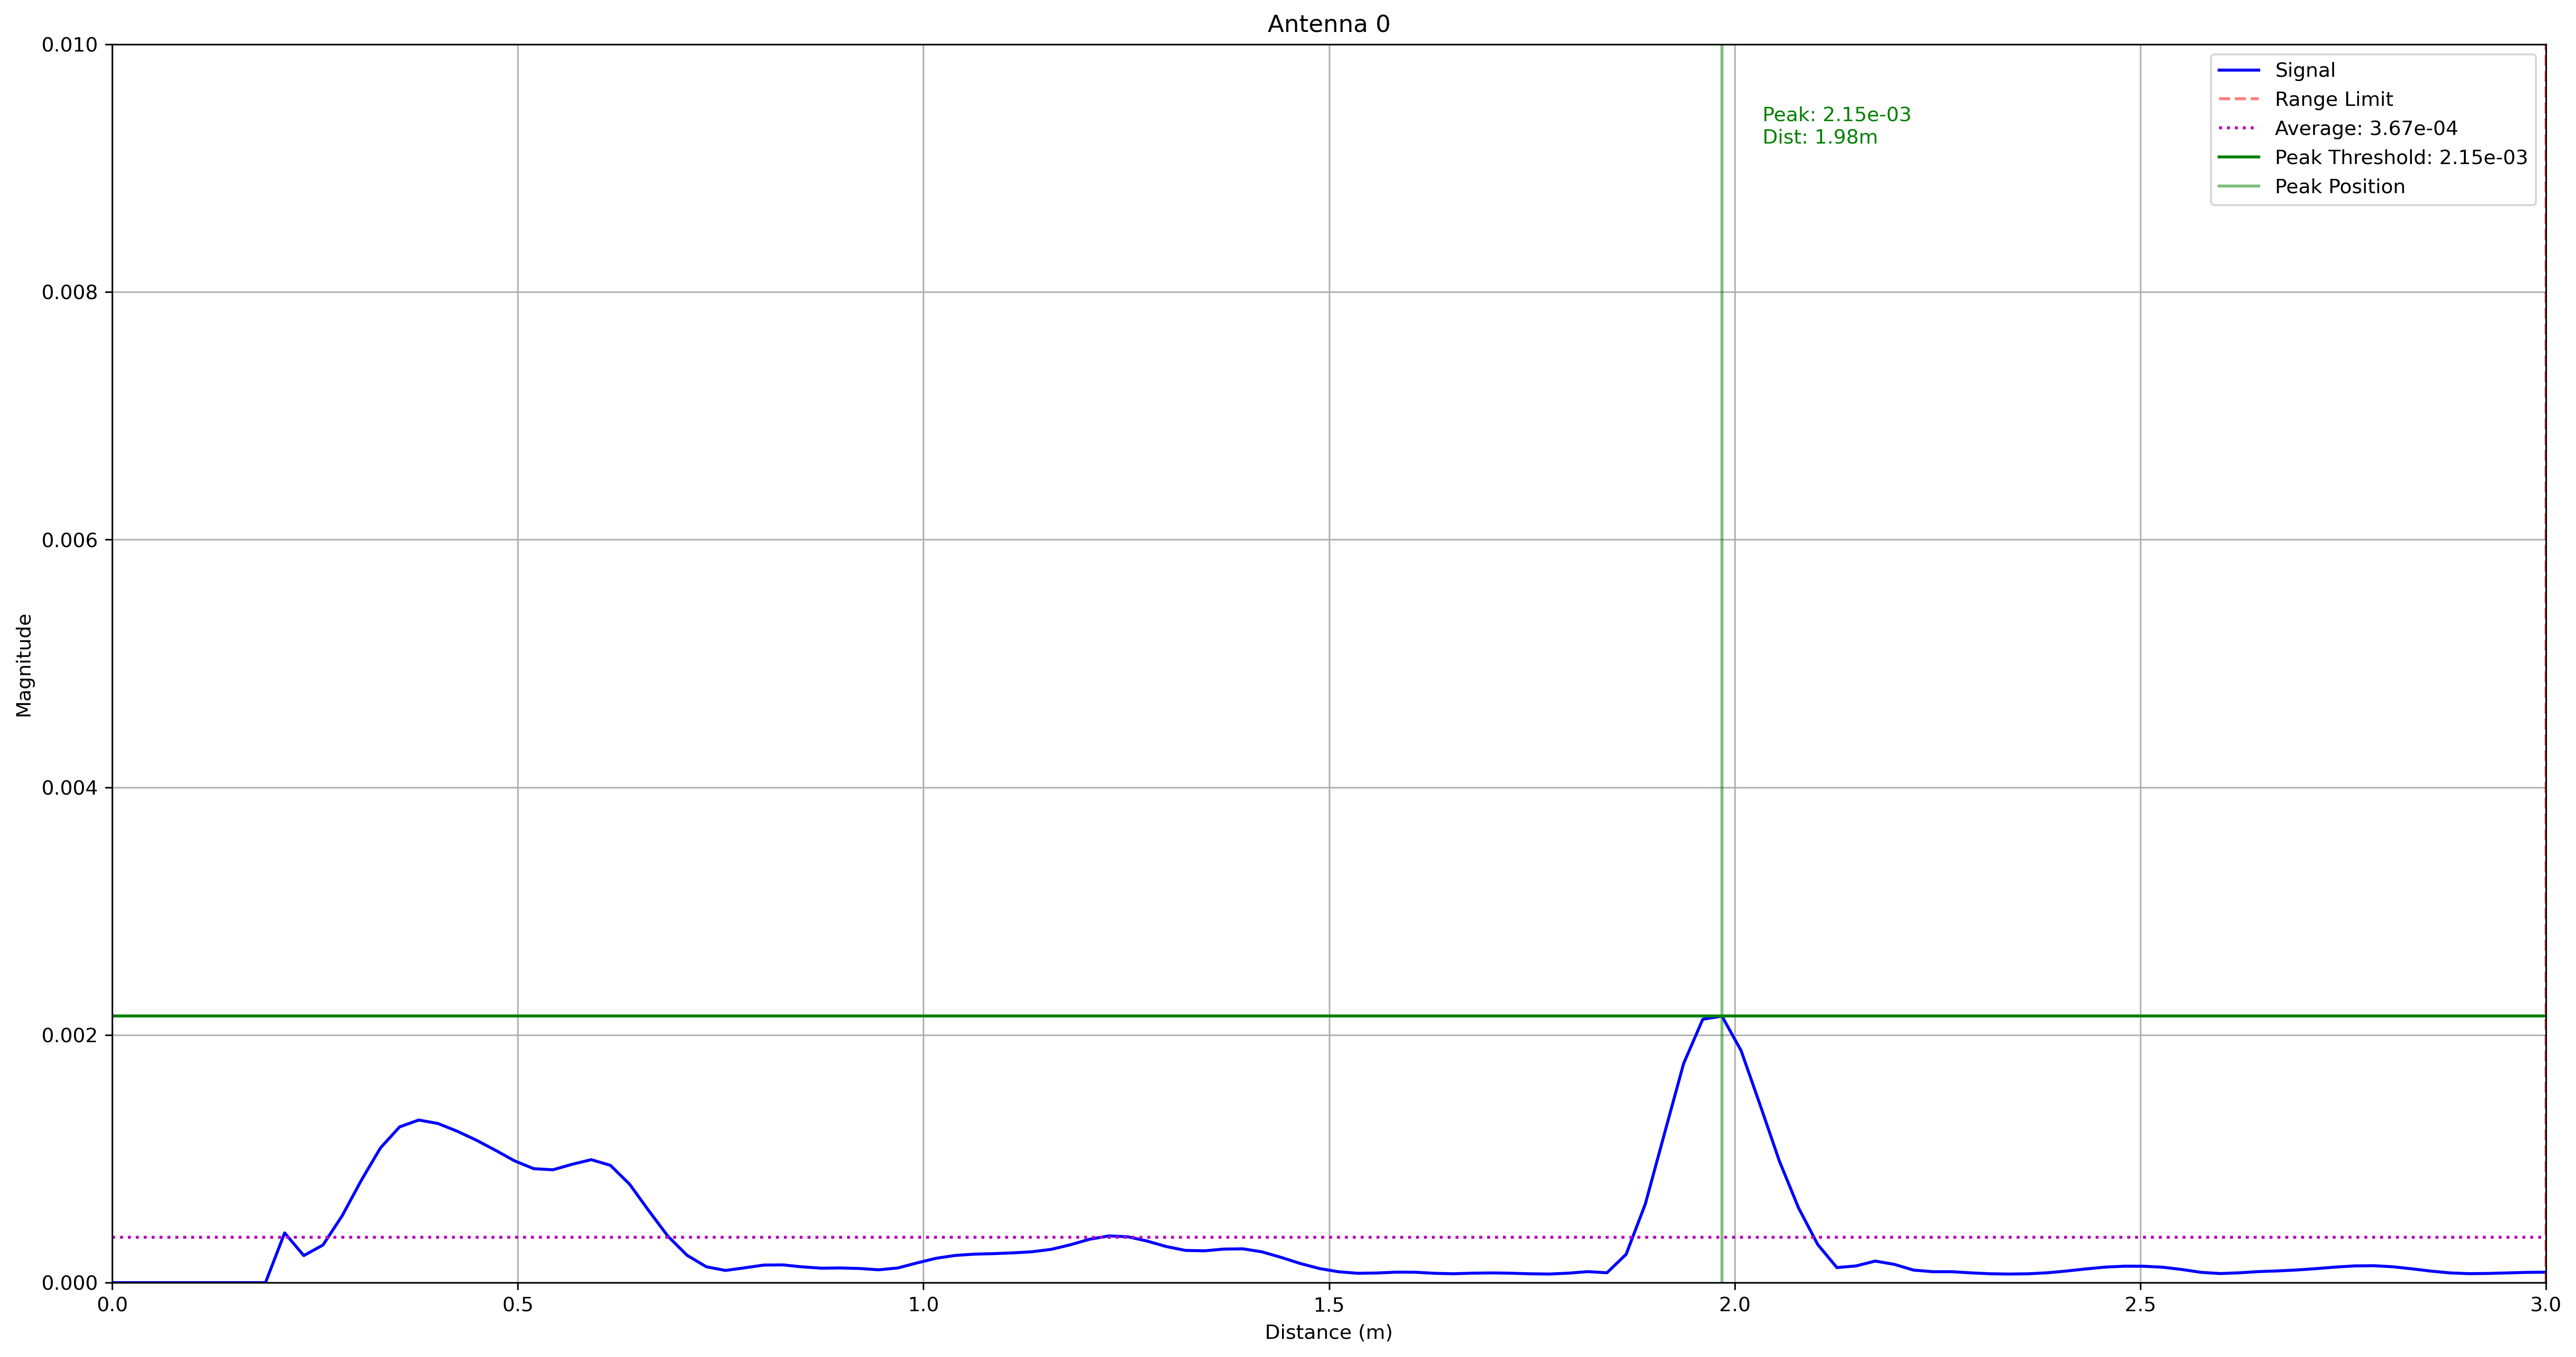 Antenna 0
0.010
0.008
0.006
0.004
0.002
0.000
Magnitude
Peak: 2.15e-03
Dist: 1.98m
Signal
Range Limit
Average: 3.67e-04
Peak Threshold: 2.15e-03
Peak Position
0.0 0.5 1.0 1.5 2.0 2.5 3.0
Distance (m)